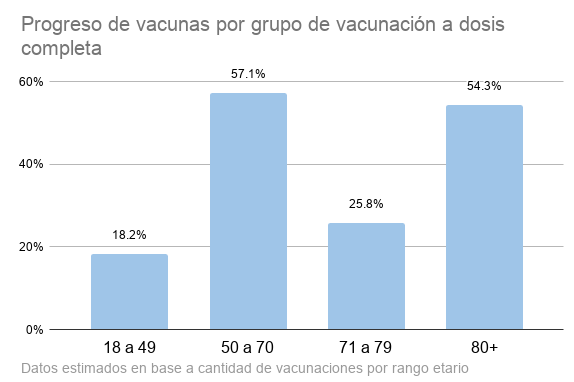 Progreso de vacunas por grupo de vacunación a dosis
completa
60%
40%
20%
0%
18.2%
57.1%
25.8%
54.3%
18 a 49
50 a 70
71 a 79
80+
Datos estimados en base a cantidad de vacunaciones por rango etario